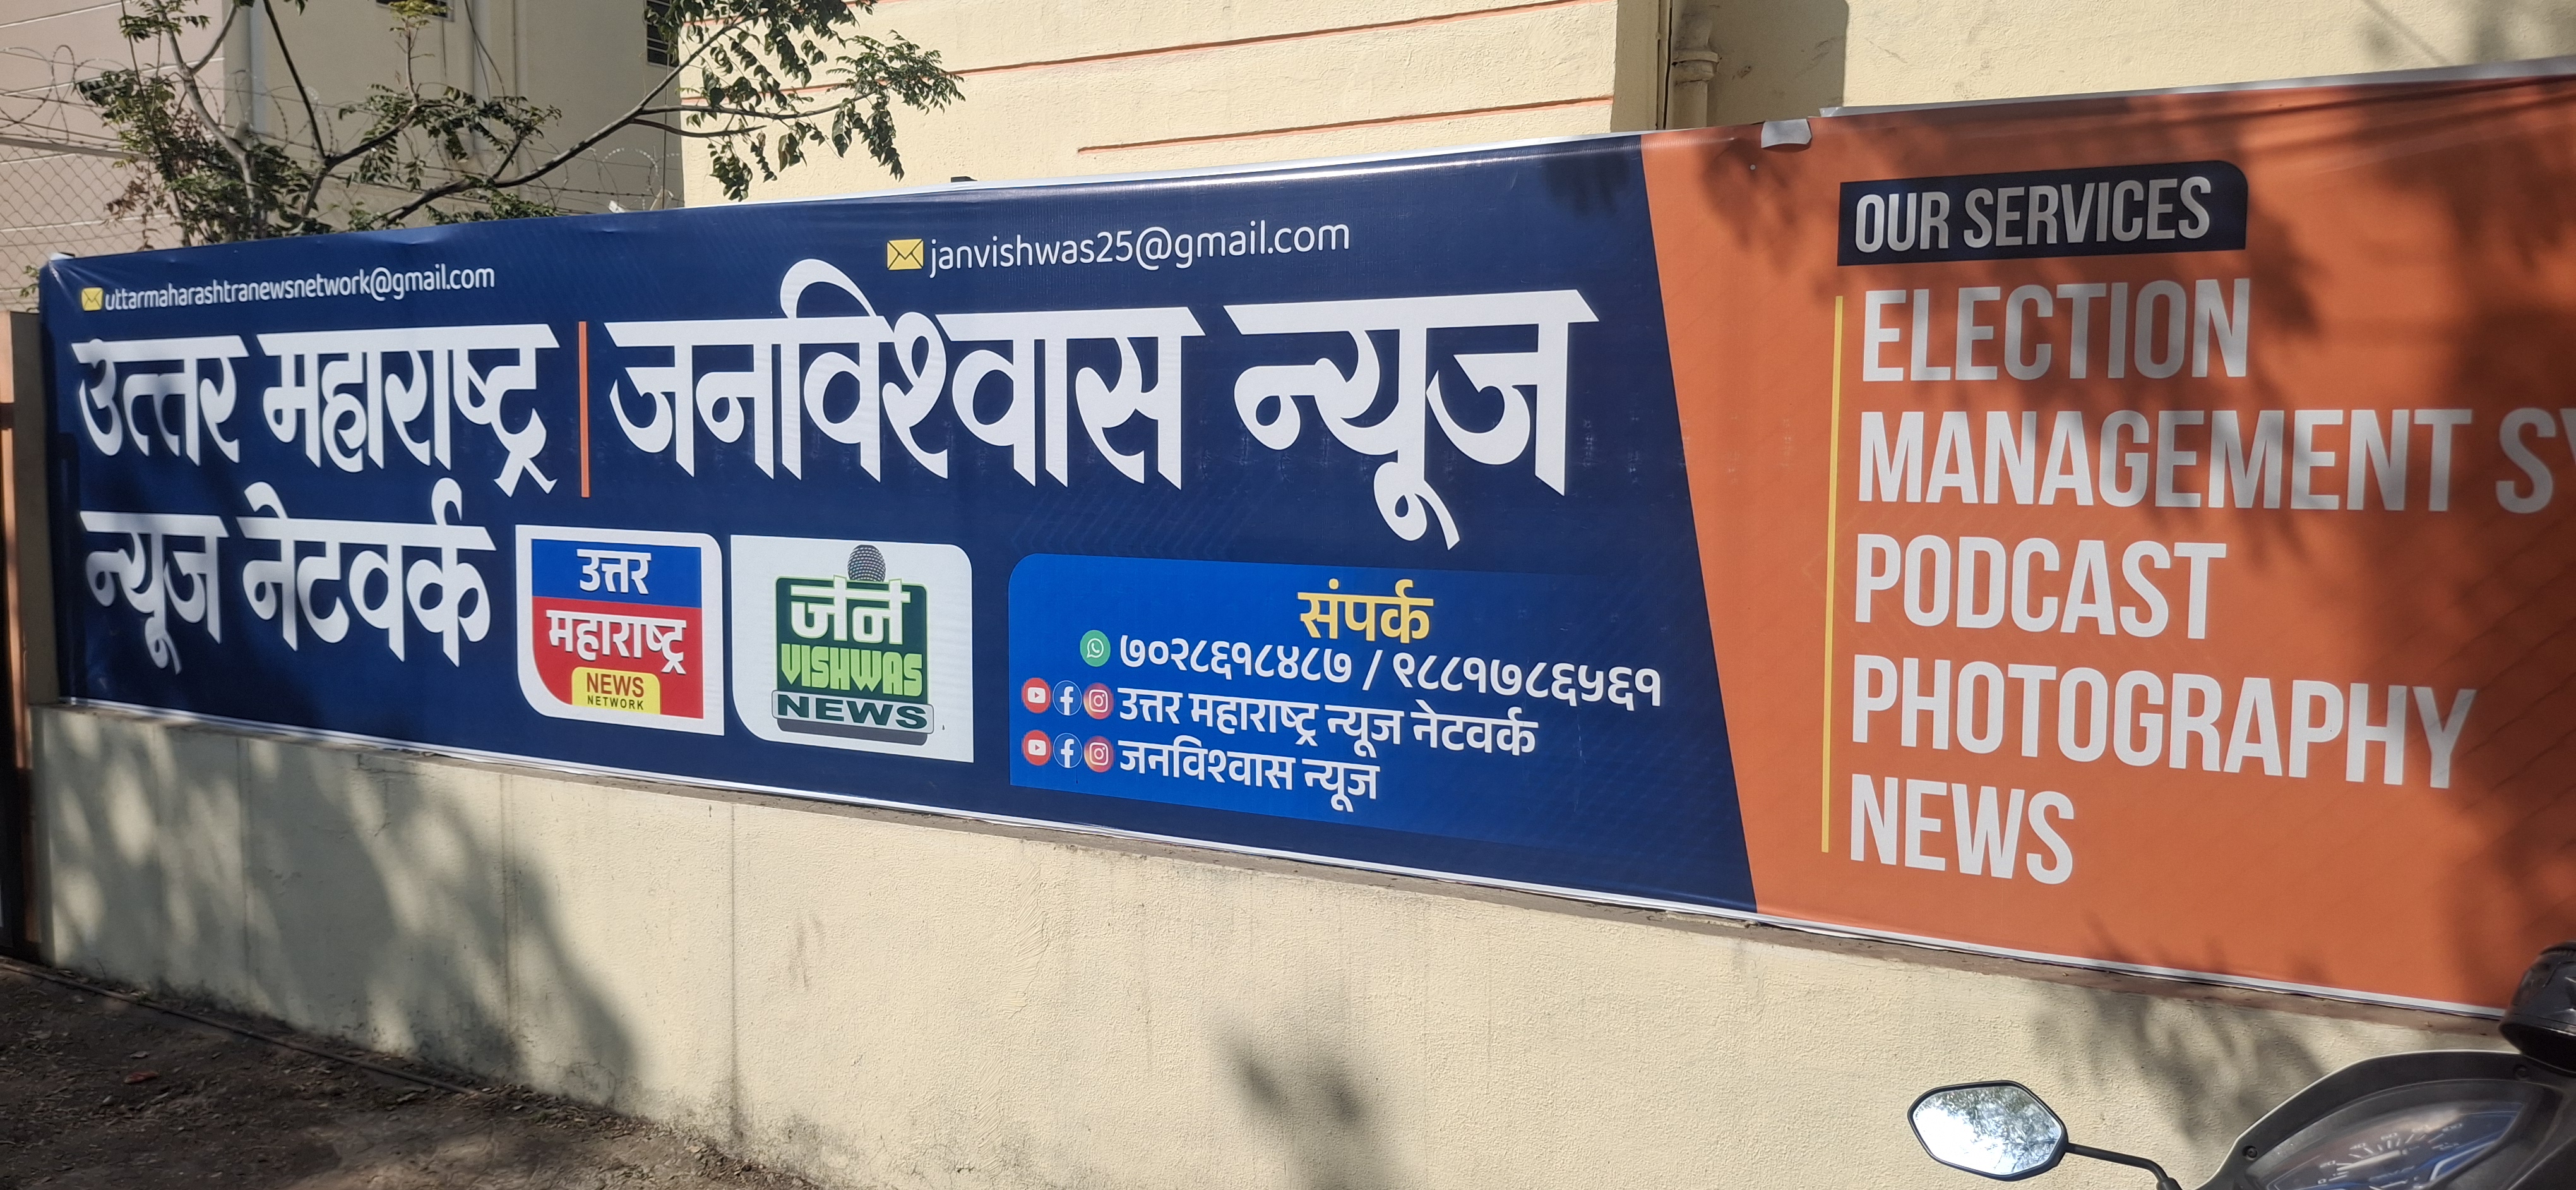 uttarmaharashtranewsnetwork@gmail.com
उत्तर महाराष्ट्र
न्यूज नेटवर्क
janvishwas25@gmail.com
जनविश्वास न्यूज
उत्तर
महाराष्ट्र
NEWS
NETWORK
जन
VISHWAS
NEWS
संपर्क
७०२८६१८४८७ / ९८८१७८६५६१
उत्तर महाराष्ट्र न्यूज नेटवर्क
जनविश्वास न्यूज
OUR SERVICES
ELECTION
MANAGEMENT
PODCAST
PHOTOGRAPHY
NEWS